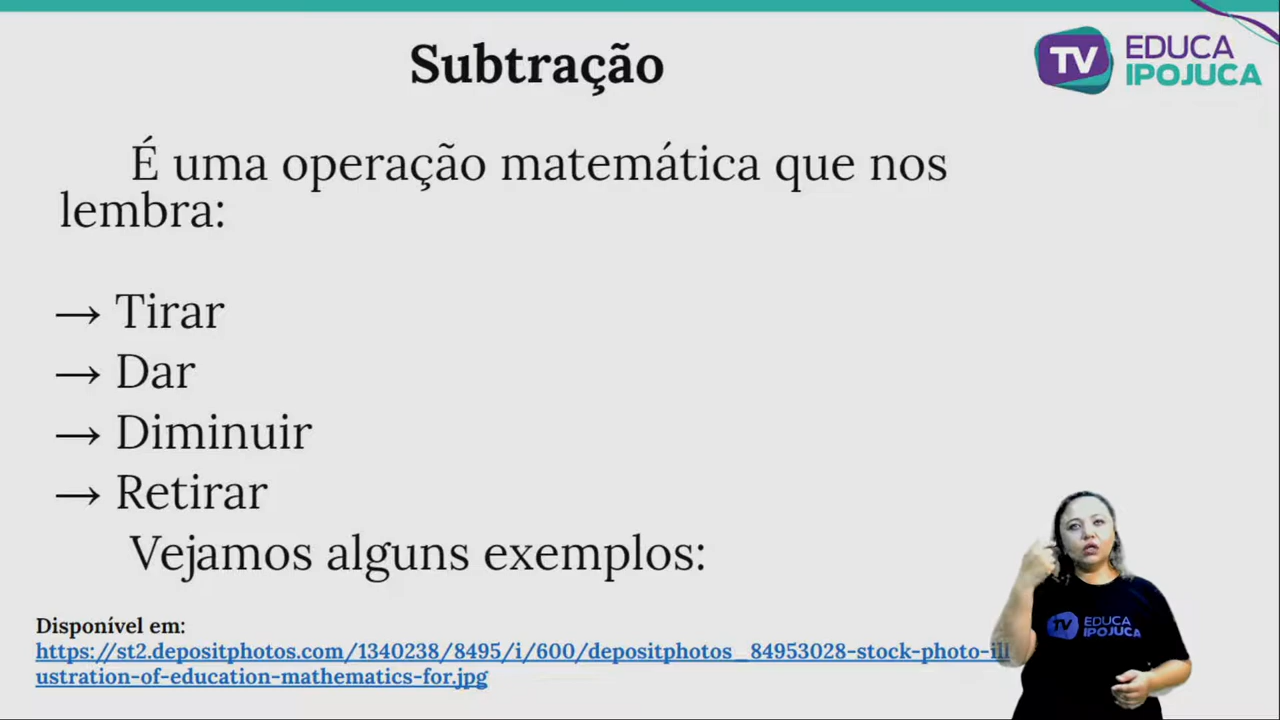 Subtração
TV EDUCA
IPOJUCA
É uma operação matemática que nos
lembra:
→ Tirar
→ Dar
→ Diminuir
→ Retirar
Vejamos alguns exemplos:
Disponível em:
https://st2.depositphotos.com/1340238/8495/i/600/depositphotos_84953028-stock-photo-ill
ustration-of-education-mathematics-for.jpg
TV EDUCA
IPOJUCA